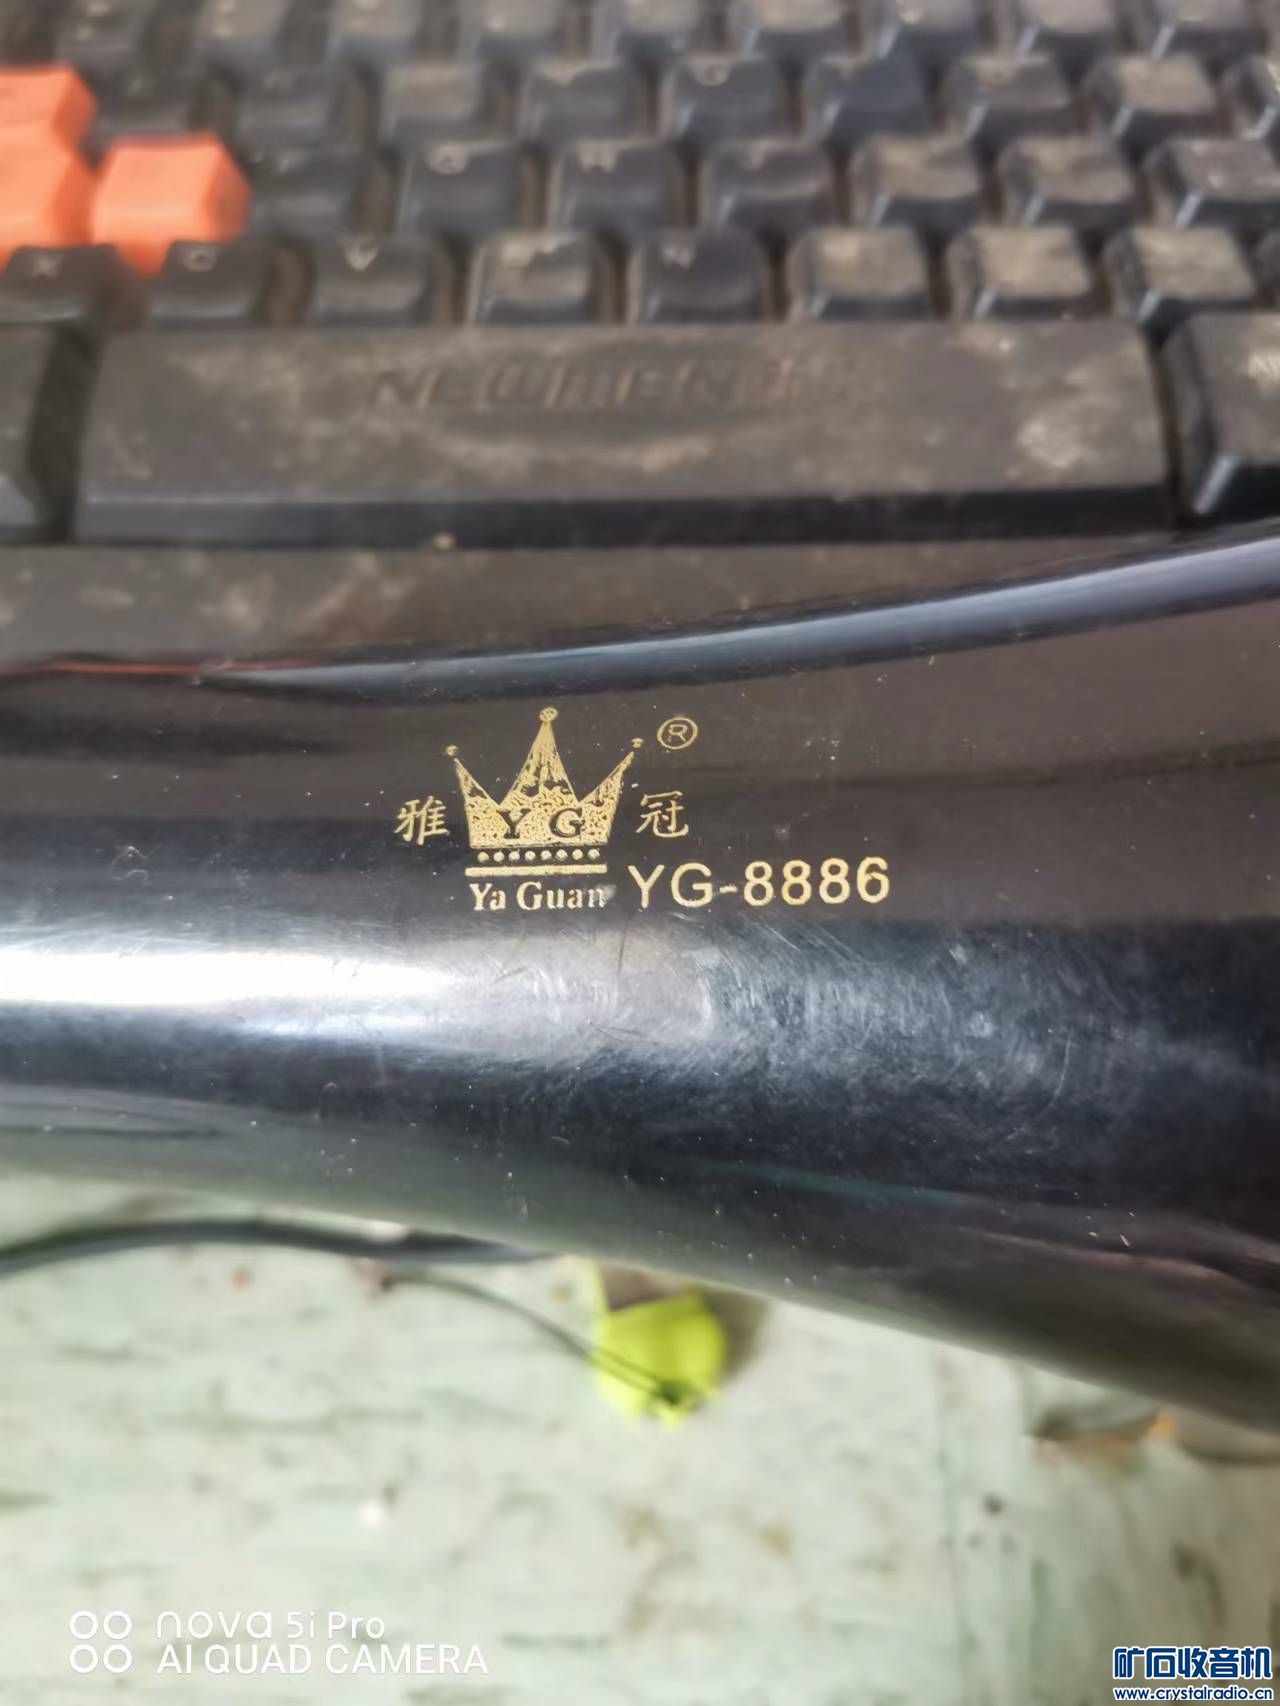 X C V
NEWMEN
®
雅 YG 冠
Ya Guan YG-8886
nova 5i Pro
AI QUAD CAMERA
矿石收音机
www.crystalradio.cn